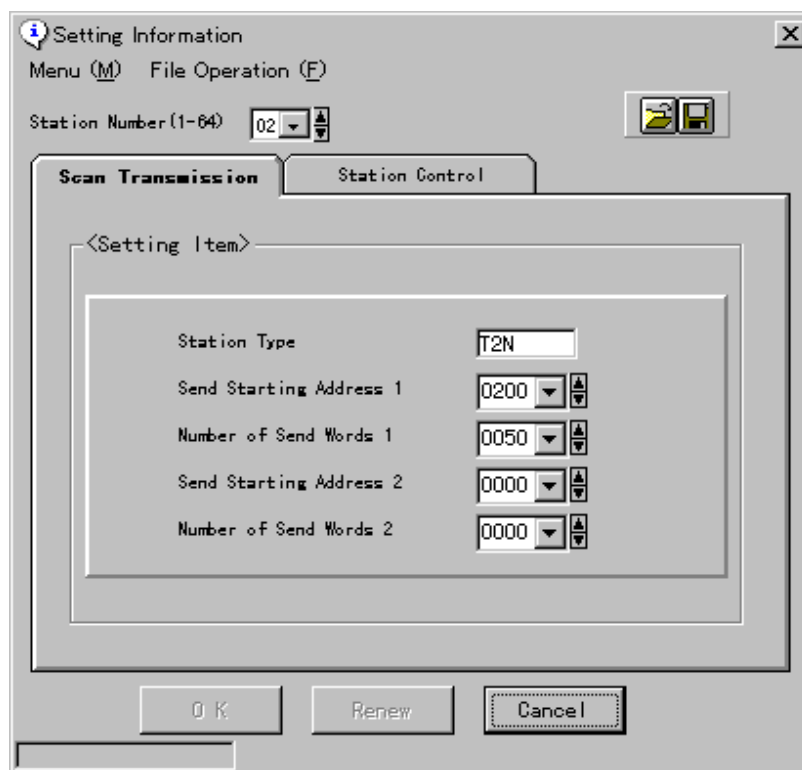 Setting Information
Menu (M) File Operation (F)
Station Number(1-64) 02
Scan Transmission Station Control
<Setting Item>
Station Type T2N
Send Starting Address 1 0200
Number of Send Words 1 0050
Send Starting Address 2 0000
Number of Send Words 2 0000
O K Renew Cancel